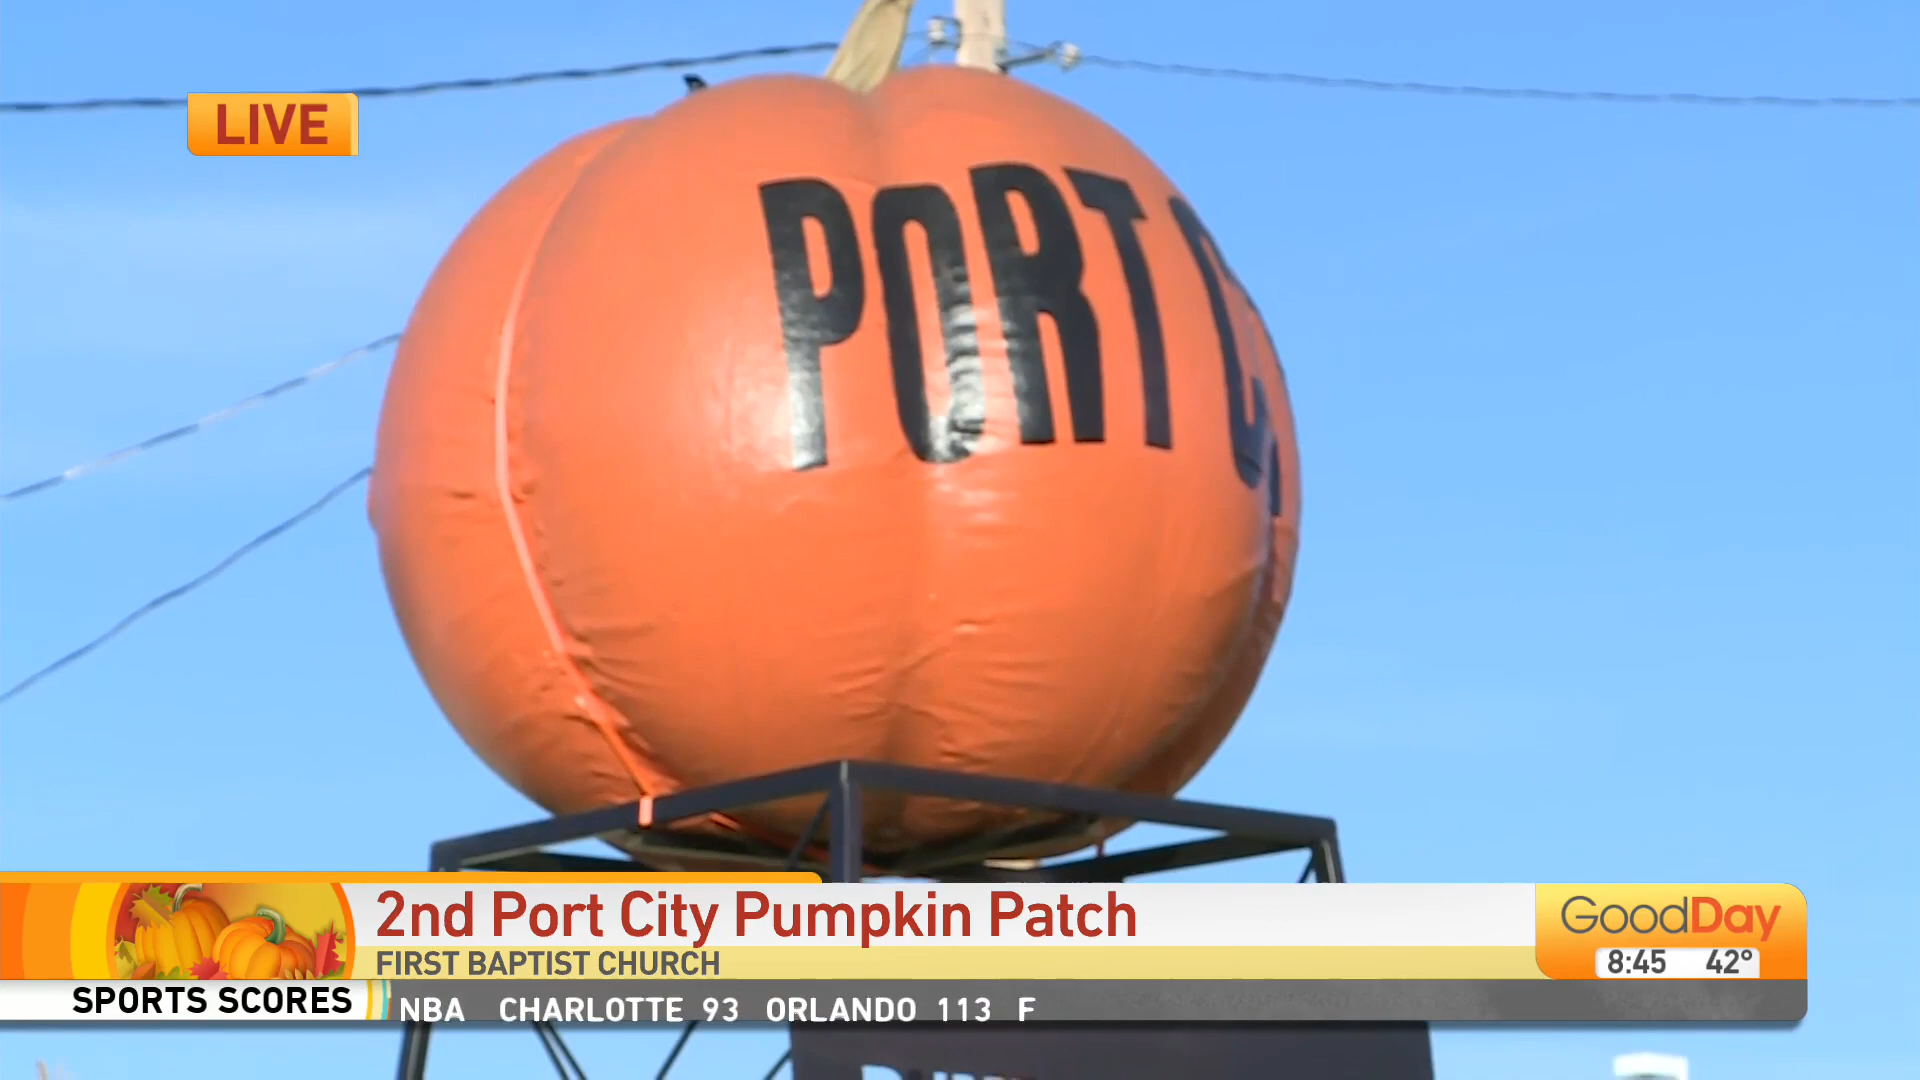 LIVE
PORT
2nd Port City Pumpkin Patch
FIRST BAPTIST CHURCH
GoodDay
8:45 42°
SPORTS SCORES
NBA CHARLOTTE 93 ORLANDO 113 F